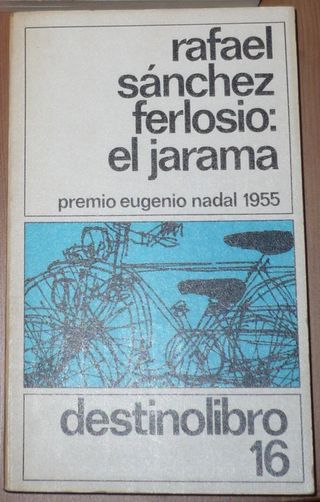 rafael
sánchez
ferlosio:
el jarama
premio eugenio nadal 1955
destinolibro
16